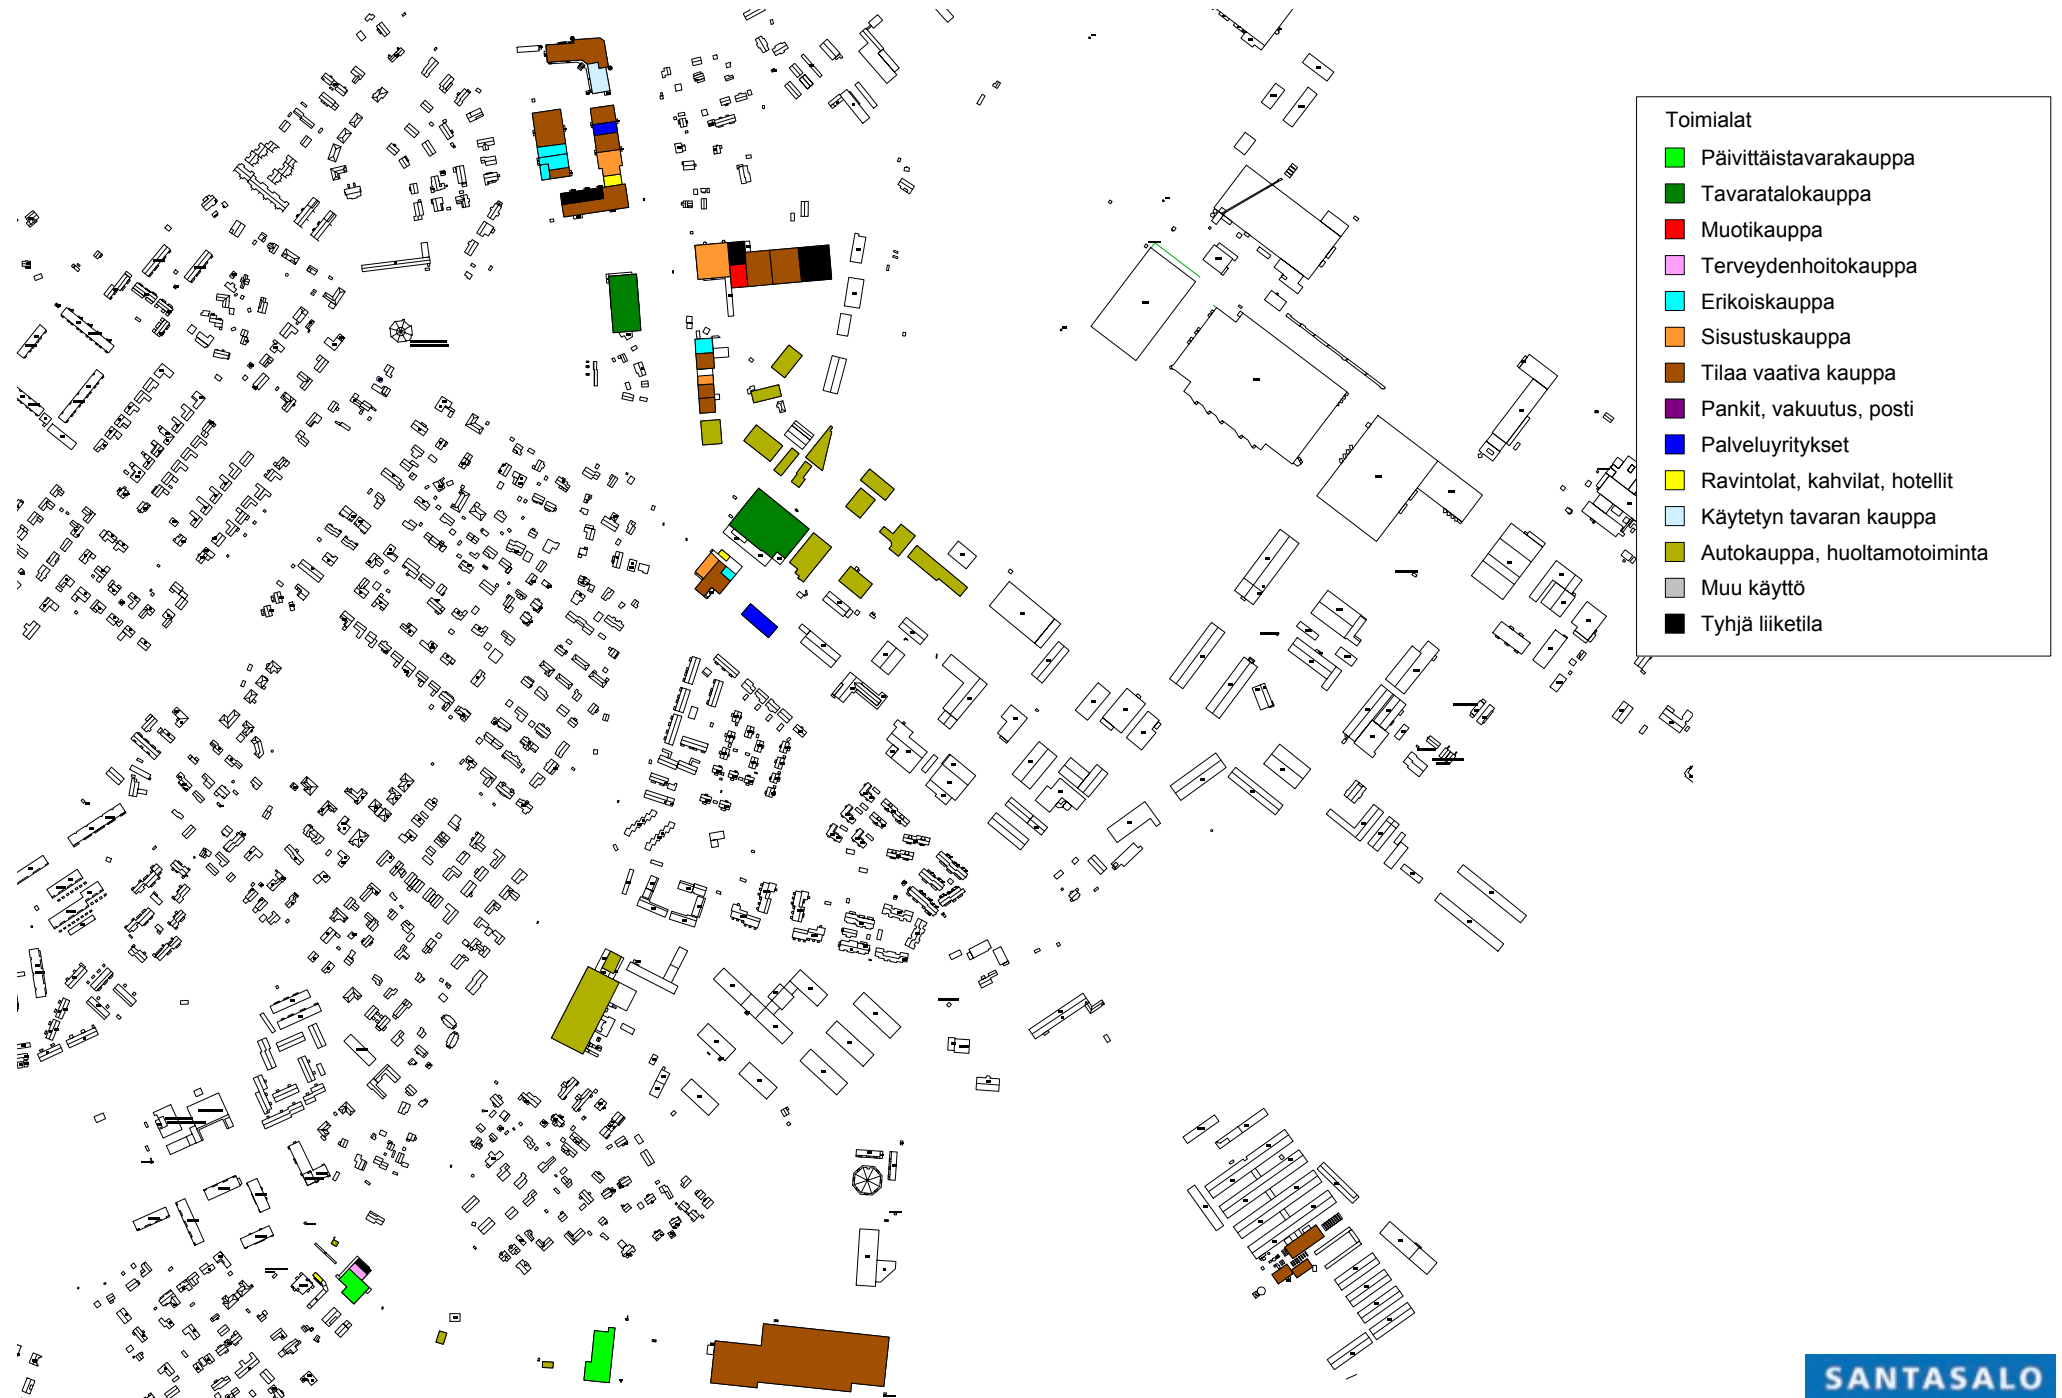 Toimialat
Päivittäistavarakauppa
Tavaratalokauppa
Muotikauppa
Terveydenhoitokauppa
Erikoiskauppa
Sisustuskauppa
Tilaa vaativa kauppa
Pankit, vakuutus, posti
Palveluyritykset
Ravintolat, kahvilat, hotellit
Käytetyn tavaran kauppa
Autokauppa, huoltamotoiminta
Muu käyttö
Tyhjä liiketila
SANTASALO